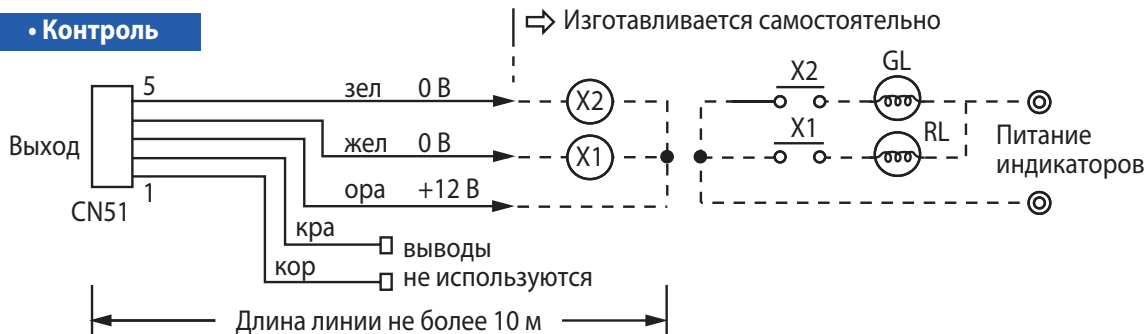 • Контроль
Изготавливается самостоятельно
5
зел 0 В
X2
X2
GL
Выход
жел 0 В
X1
X1
RL
Питание
индикаторов
1
ора +12 В
CN51
кра
выводы
кор
не используются
Длина линии не более 10 м